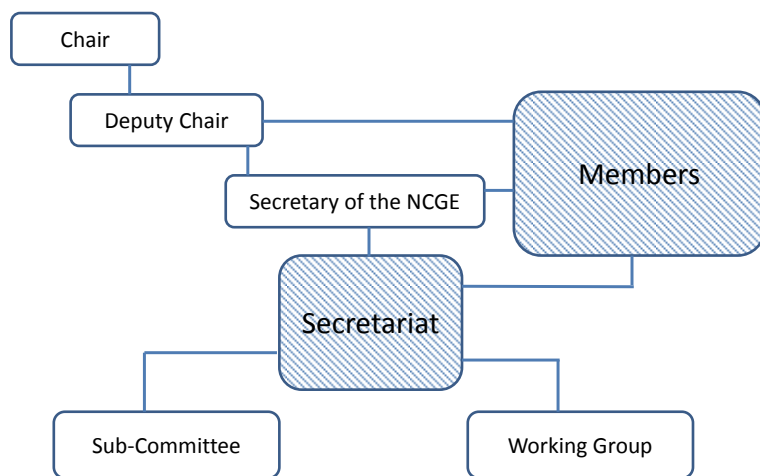 Chair
Deputy Chair
Members
Secretary of the NCGE
Secretariat
Sub-Committee
Working Group